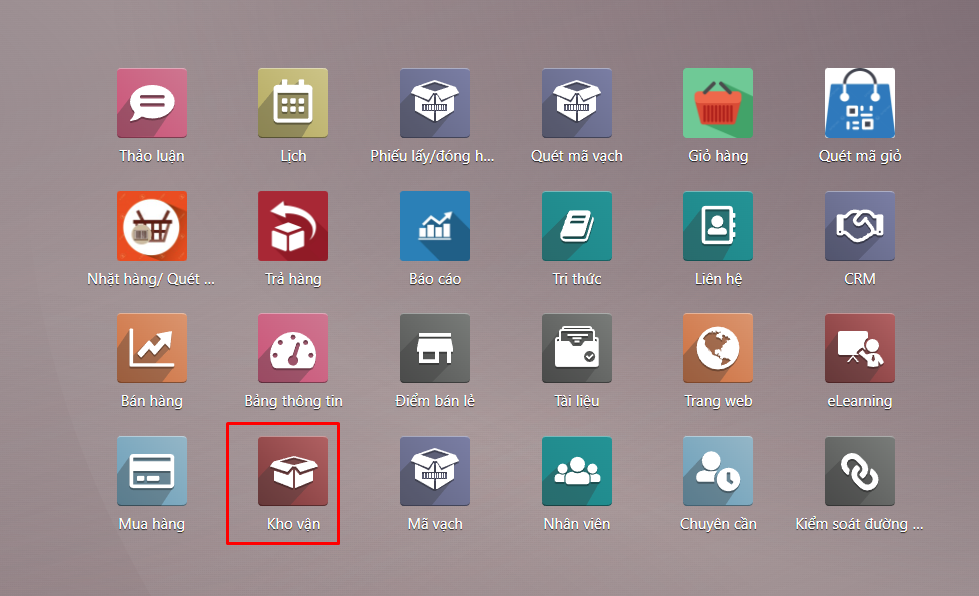 Thảo luận
Lịch
Phiếu lấy/đóng h...
Quét mã vạch
Giỏ hàng
Quét mã giỏ
Nhặt hàng/ Quét ...
Trả hàng
Báo cáo
Tri thức
Liên hệ
CRM
Bán hàng
Bảng thông tin
Điểm bán lẻ
Tài liệu
Trang web
eLearning
Mua hàng
Kho vận
Mã vạch
Nhân viên
Chuyên cần
Kiểm soát đường ...